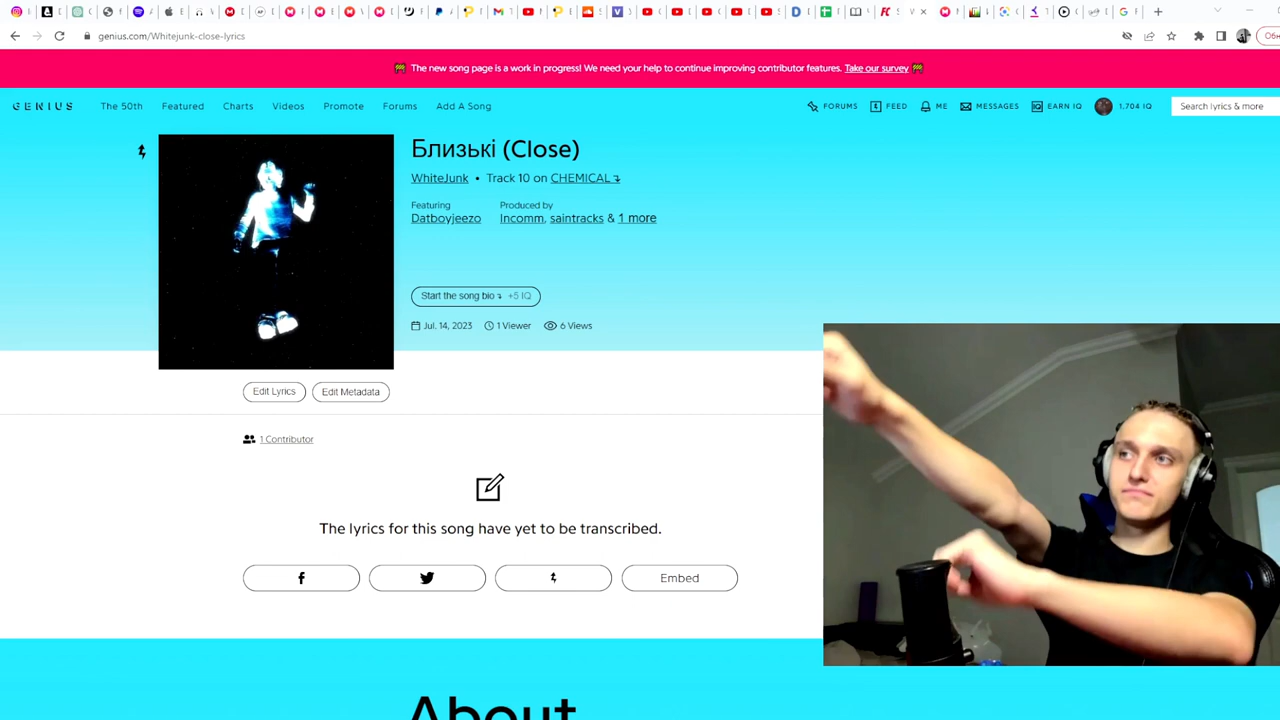 genius.com/Whitejunk-close-lyrics
The new song page is a work in progress! We need your help to continue improving contributor features. Take our survey
GENIUS The 50th Featured Charts Videos Promote Forums Add A Song FORUMS FEED ME MESSAGES EARN IQ 1,704 IQ Search lyrics & more
Близькі (Close)
WhiteJunk • Track 10 on CHEMICAL
Featuring Produced by
Datboyjeezo Incomm, saintracks & 1 more
Start the song bio +5 IQ
Jul. 14, 2023 1 Viewer 6 Views
Edit Lyrics Edit Metadata
1 Contributor
The lyrics for this song have yet to be transcribed.
Embed
About